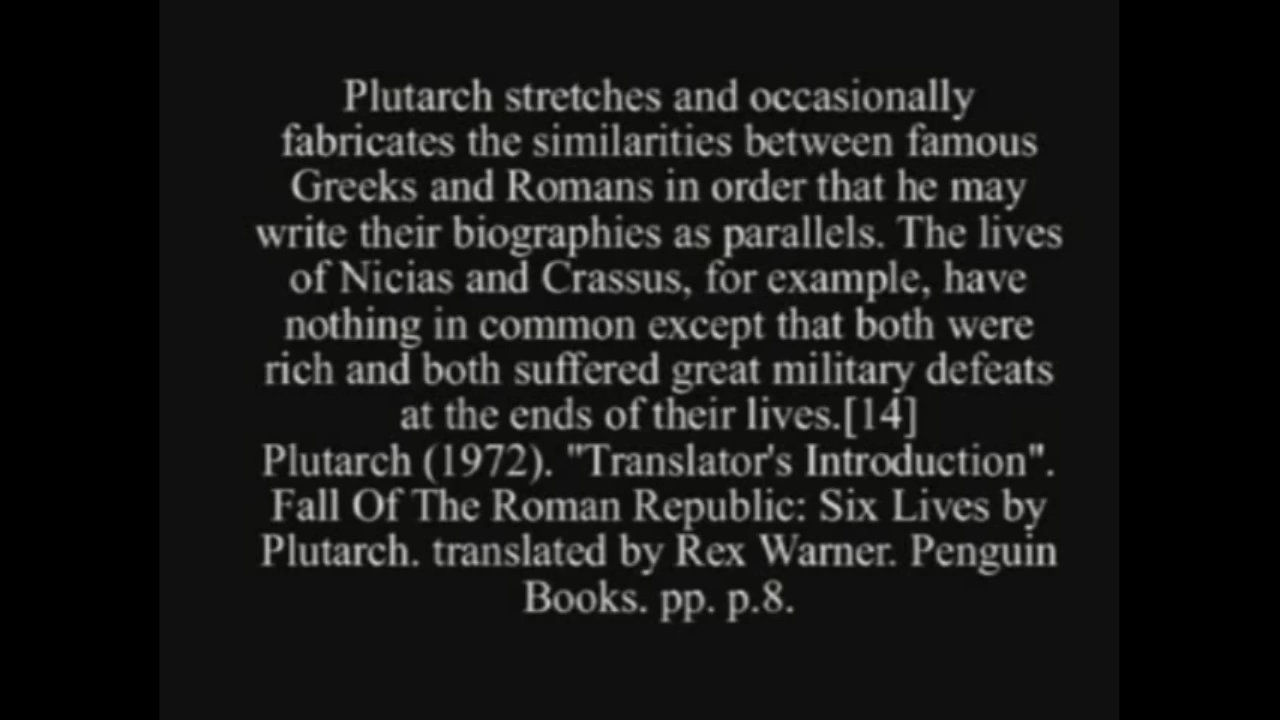 Plutarch stretches and occasionally
fabricates the similarities between famous
Greeks and Romans in order that he may
write their biographies as parallels. The lives
of Nicias and Crassus, for example, have
nothing in common except that both were
rich and both suffered great military defeats
at the ends of their lives.[14]
Plutarch (1972). "Translator's Introduction".
Fall Of The Roman Republic: Six Lives by
Plutarch. translated by Rex Warner. Penguin
Books. pp. p.8.